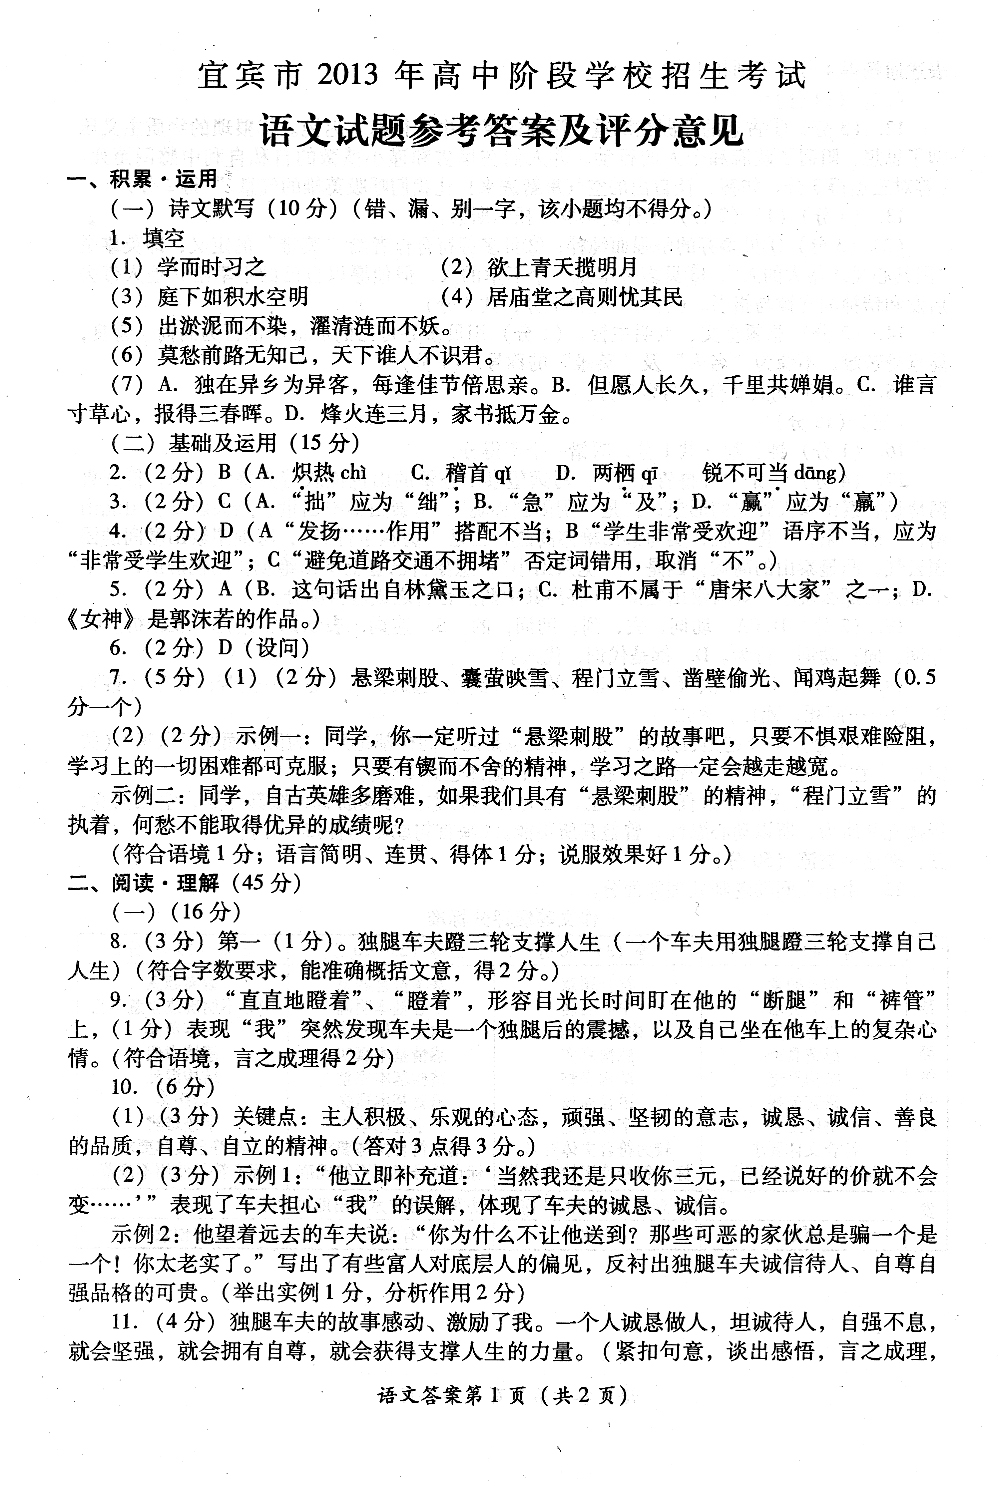 宜宾市 2013 年高中阶段学校招生考试
语文试题参考答案及评分意见
一、积累·运用
(一) 诗文默写 (10 分) (错、漏、别一字，该小题均不得分。)
1. 填空
(1) 学而时习之 (2) 欲上青天揽明月
(3) 庭下如积水空明 (4) 居庙堂之高则忧其民
(5) 出淤泥而不染，濯清涟而不妖。
(6) 莫愁前路无知己，天下谁人不识君。
(7) A. 独在异乡为异客，每逢佳节倍思亲。B. 但愿人长久，千里共婵娟。C. 谁言
寸草心，报得三春晖。D. 烽火连三月，家书抵万金。
(二) 基础及运用 (15 分)
2. (2 分) B (A. 炽热 chì C. 稽首 qǐ D. 两栖 qī 锐不可当 dāng)
3. (2 分) C (A. “拙” 应为 “绌”; B. “急” 应为 “及”; D. “赢” 应为 “羸”)
4. (2 分) D (A “发扬……作用” 搭配不当; B “学生非常受欢迎” 语序不当，应为
“非常受学生欢迎”; C “避免道路交通不拥堵” 否定词错用，取消 “不”。)
5. (2 分) A (B. 这句话出自林黛玉之口; C. 杜甫不属于 “唐宋八大家” 之一; D.
《女神》是郭沫若的作品。)
6. (2 分) D (设问)
7. (5 分) (1) (2 分) 悬梁刺股、囊萤映雪、程门立雪、凿壁偷光、闻鸡起舞 (0.5
分一个)
(2) (2 分) 示例一: 同学，你一定听过 “悬梁刺股” 的故事吧，只要不惧艰难险阻，
学习上的一切困难都可克服; 只要有锲而不舍的精神，学习之路一定会越走越宽。
示例二: 同学，自古英雄多磨难，如果我们具有 “悬梁刺股” 的精神，“程门立雪” 的
执着，何愁不能取得优异的成绩呢?
(符合语境 1 分; 语言简明、连贯、得体 1 分; 说服效果好 1 分。)
二、阅读·理解 (45 分)
(一) (16 分)
8. (3 分) 第一 (1 分)。独腿车夫蹬三轮支撑人生 (一个车夫用独腿蹬三轮支撑自己
人生) (符合字数要求，能准确概括文意，得 2 分。)
9. (3 分) “直直地瞪着”、“瞪着”，形容目光长时间盯在他的 “断腿” 和 “裤管”
上，(1 分) 表现 “我” 突然发现车夫是一个独腿后的震撼，以及自己坐在他车上的复杂心
情。(符合语境，言之成理得 2 分)
10. (6 分)
(1) (3 分) 关键点: 主人积极、乐观的心态，顽强、坚韧的意志，诚恳、诚信、善良
的品质，自尊、自立的精神。(答对 3 点得 3 分。)
(2) (3 分) 示例 1: “他立即补充道: ‘当然我还是只收你三元，已经说好的价就不会
变……’” 表现了车夫担心 “我” 的误解，体现了车夫的诚恳、诚信。
示例 2: 他望着远去的车夫说: “你为什么不让他送到? 那些可恶的家伙总是骗一个是
一个! 你太老实了。” 写出了有些富人对底层人的偏见，反衬出独腿车夫诚信待人、自尊自
强品格的可贵。(举出实例 1 分，分析作用 2 分)
11. (4 分) 独腿车夫的故事感动、激励了我。一个人诚恳做人，坦诚待人，自强不息，
就会坚强，就会拥有自尊，就会获得支撑人生的力量。(紧扣句意，谈出感悟，言之成理，
语文答案第 1 页 (共 2 页)